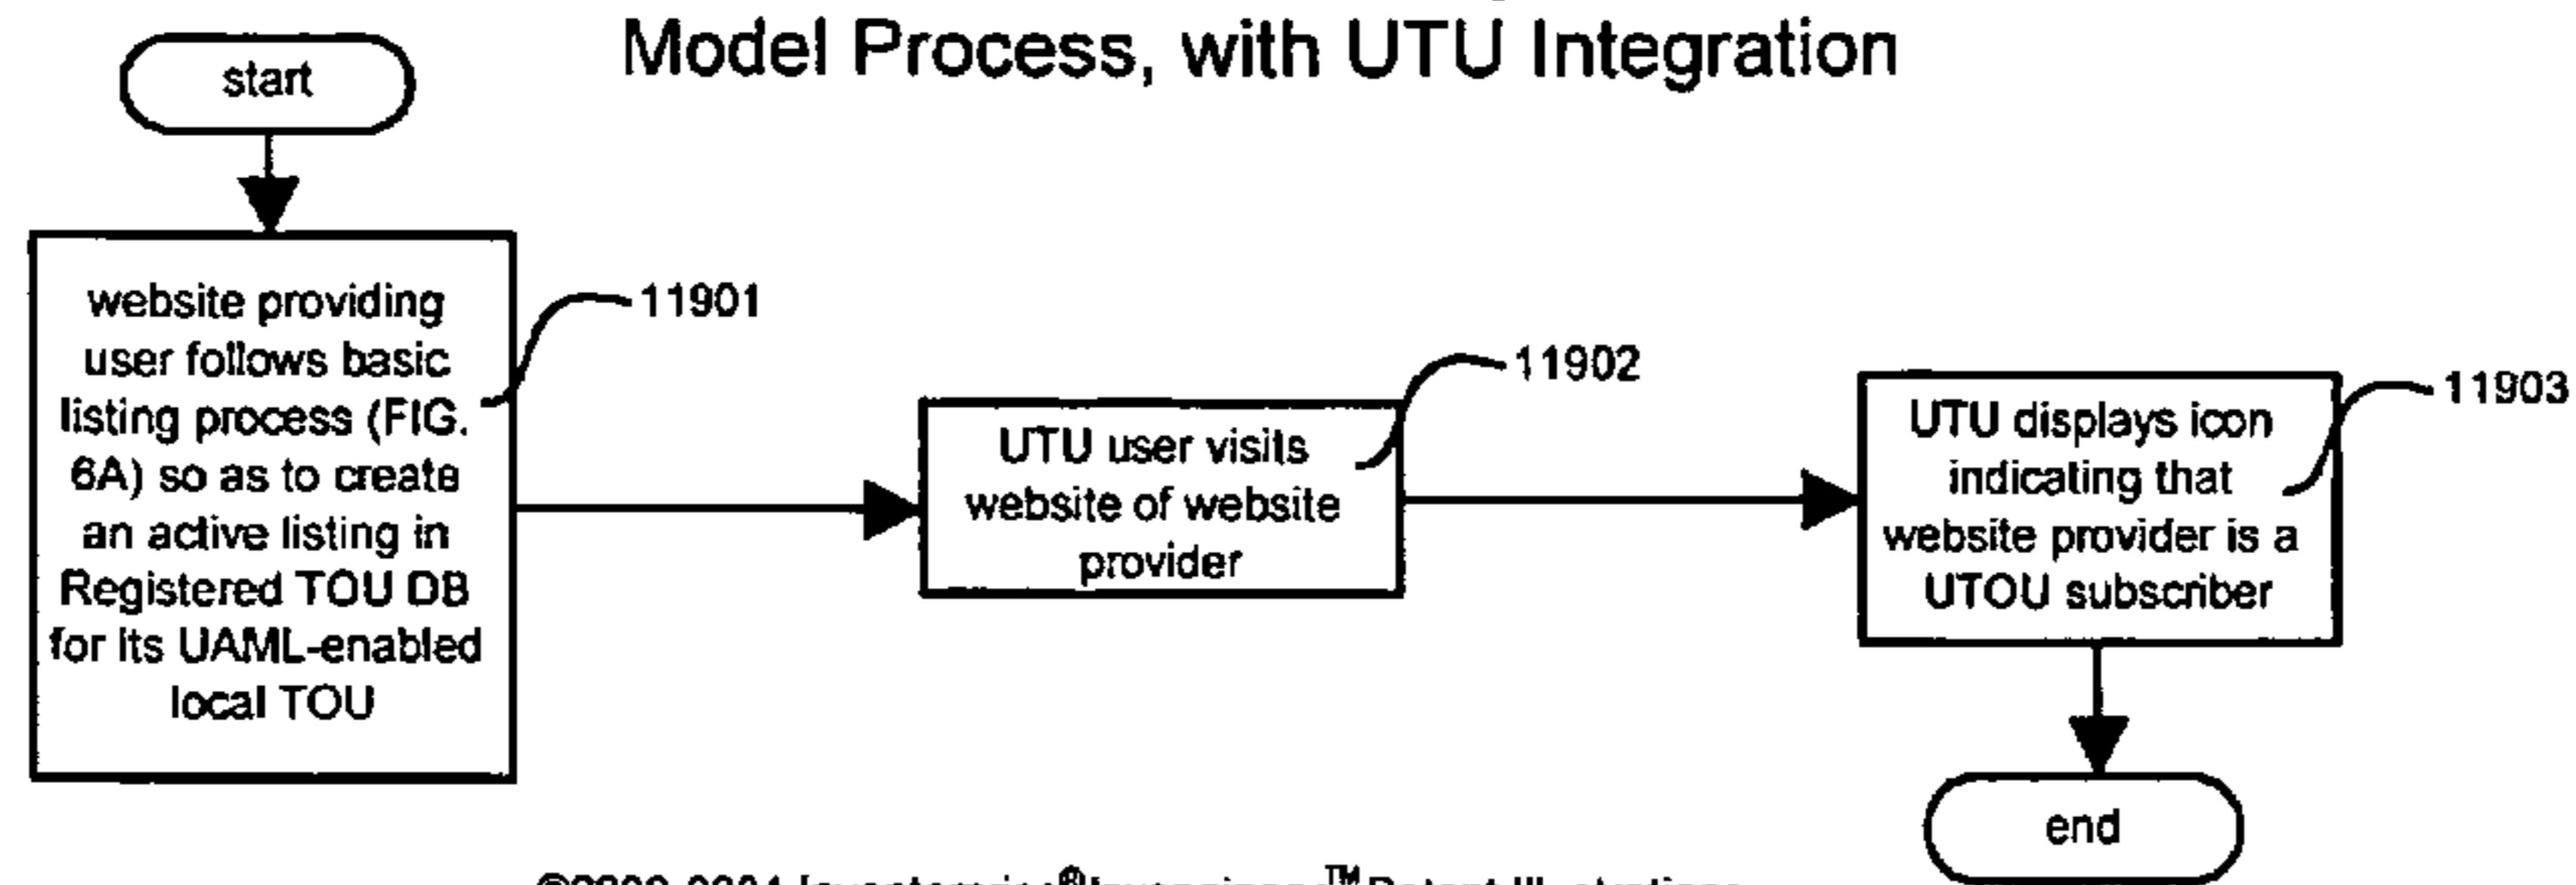 Model Process, with UTU Integration
start
website providing
user follows basic
listing process (FIG.
6A) so as to create
an active listing in
Registered TOU DB
for its UAML-enabled
local TOU
11901
UTU user visits
website of website
provider
11902
UTU displays icon
indicating that
website provider is a
UTOU subscriber
11903
end